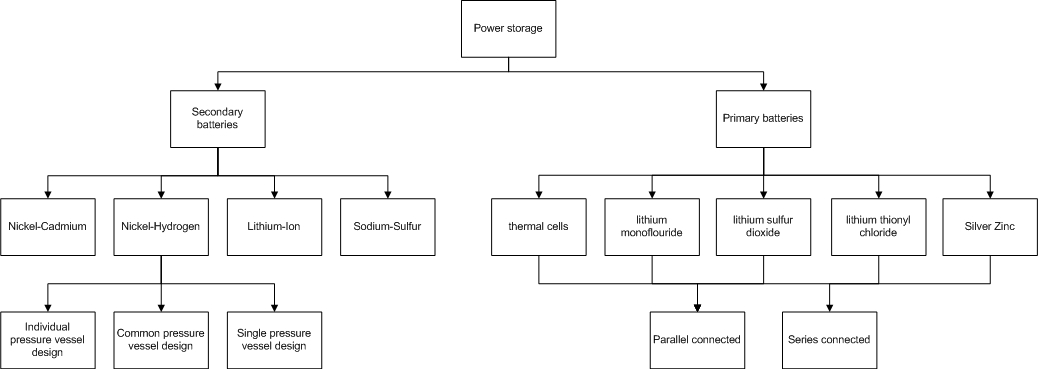 Power storage
Secondary
batteries
Primary batteries
Nickel-Cadmium
Nickel-Hydrogen
Lithium-Ion
Sodium-Sulfur
thermal cells
lithium
monoflouride
lithium sulfur
dioxide
lithium thionyl
chloride
Silver Zinc
Individual
pressure vessel
design
Common pressure
vessel design
Single pressure
vessel design
Parallel connected
Series connected